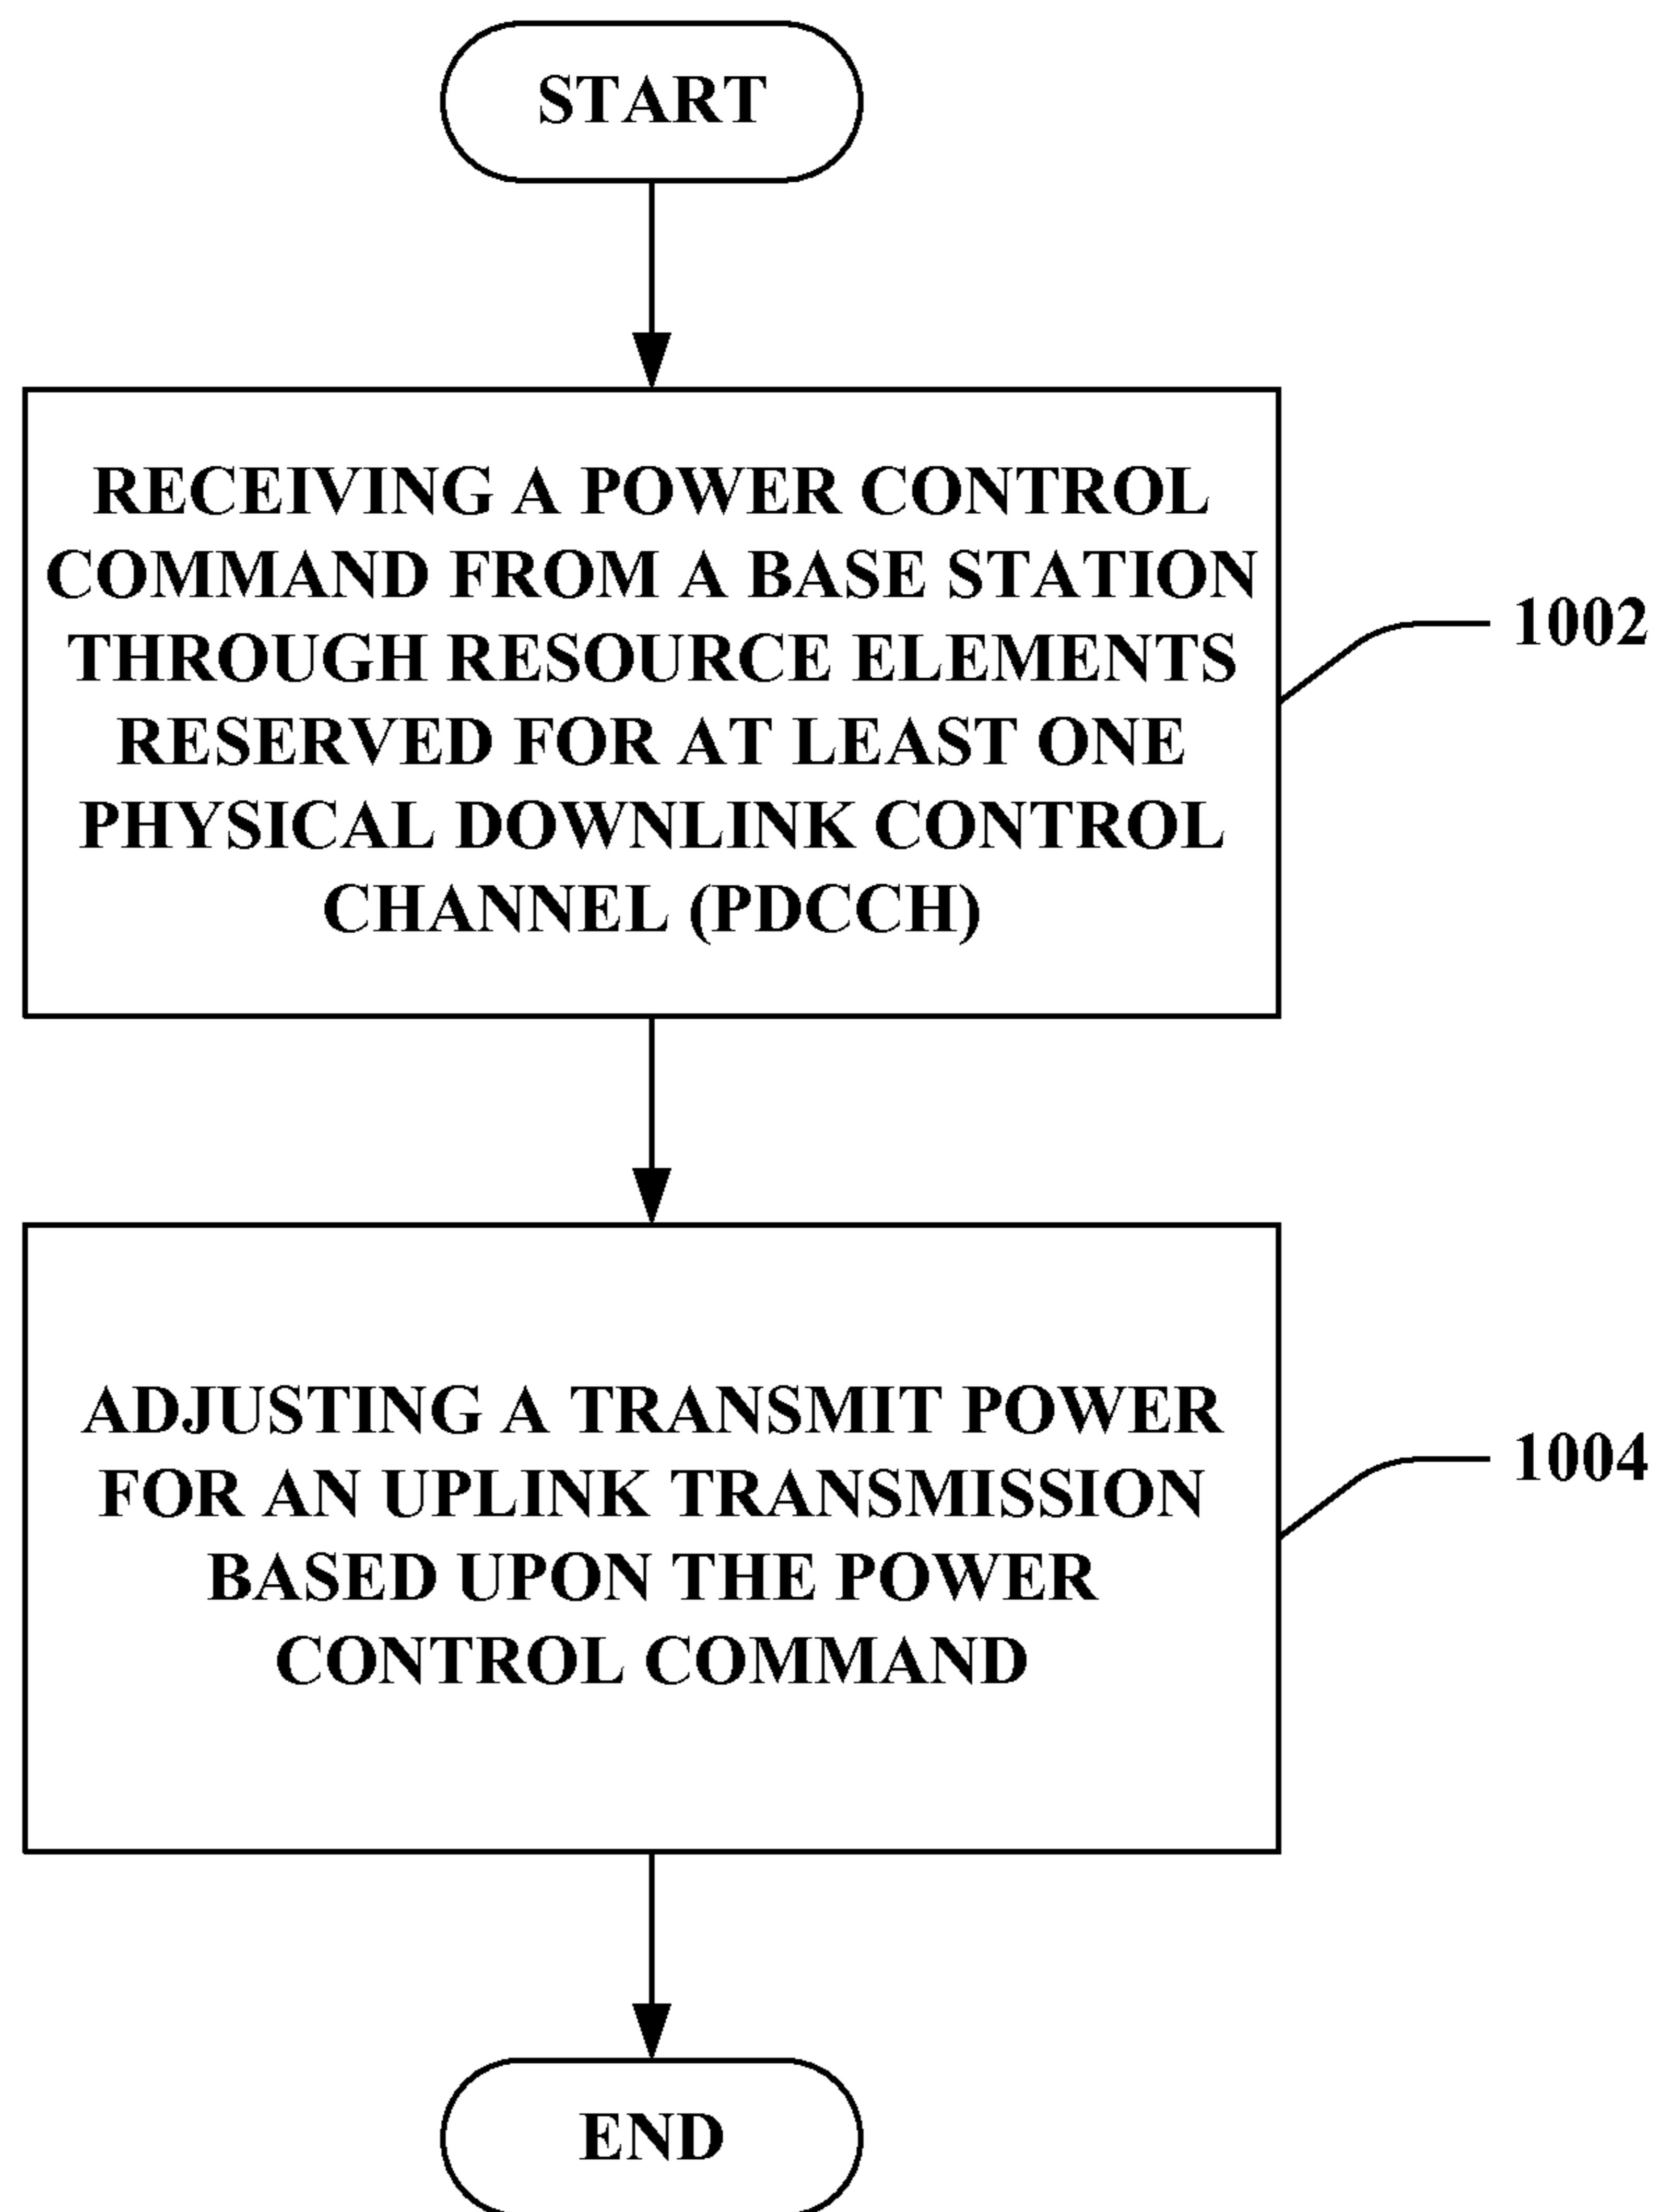 START
RECEIVING A POWER CONTROL
COMMAND FROM A BASE STATION
THROUGH RESOURCE ELEMENTS
RESERVED FOR AT LEAST ONE
PHYSICAL DOWNLINK CONTROL
CHANNEL (PDCCH)
1002
ADJUSTING A TRANSMIT POWER
FOR AN UPLINK TRANSMISSION
BASED UPON THE POWER
CONTROL COMMAND
1004
END